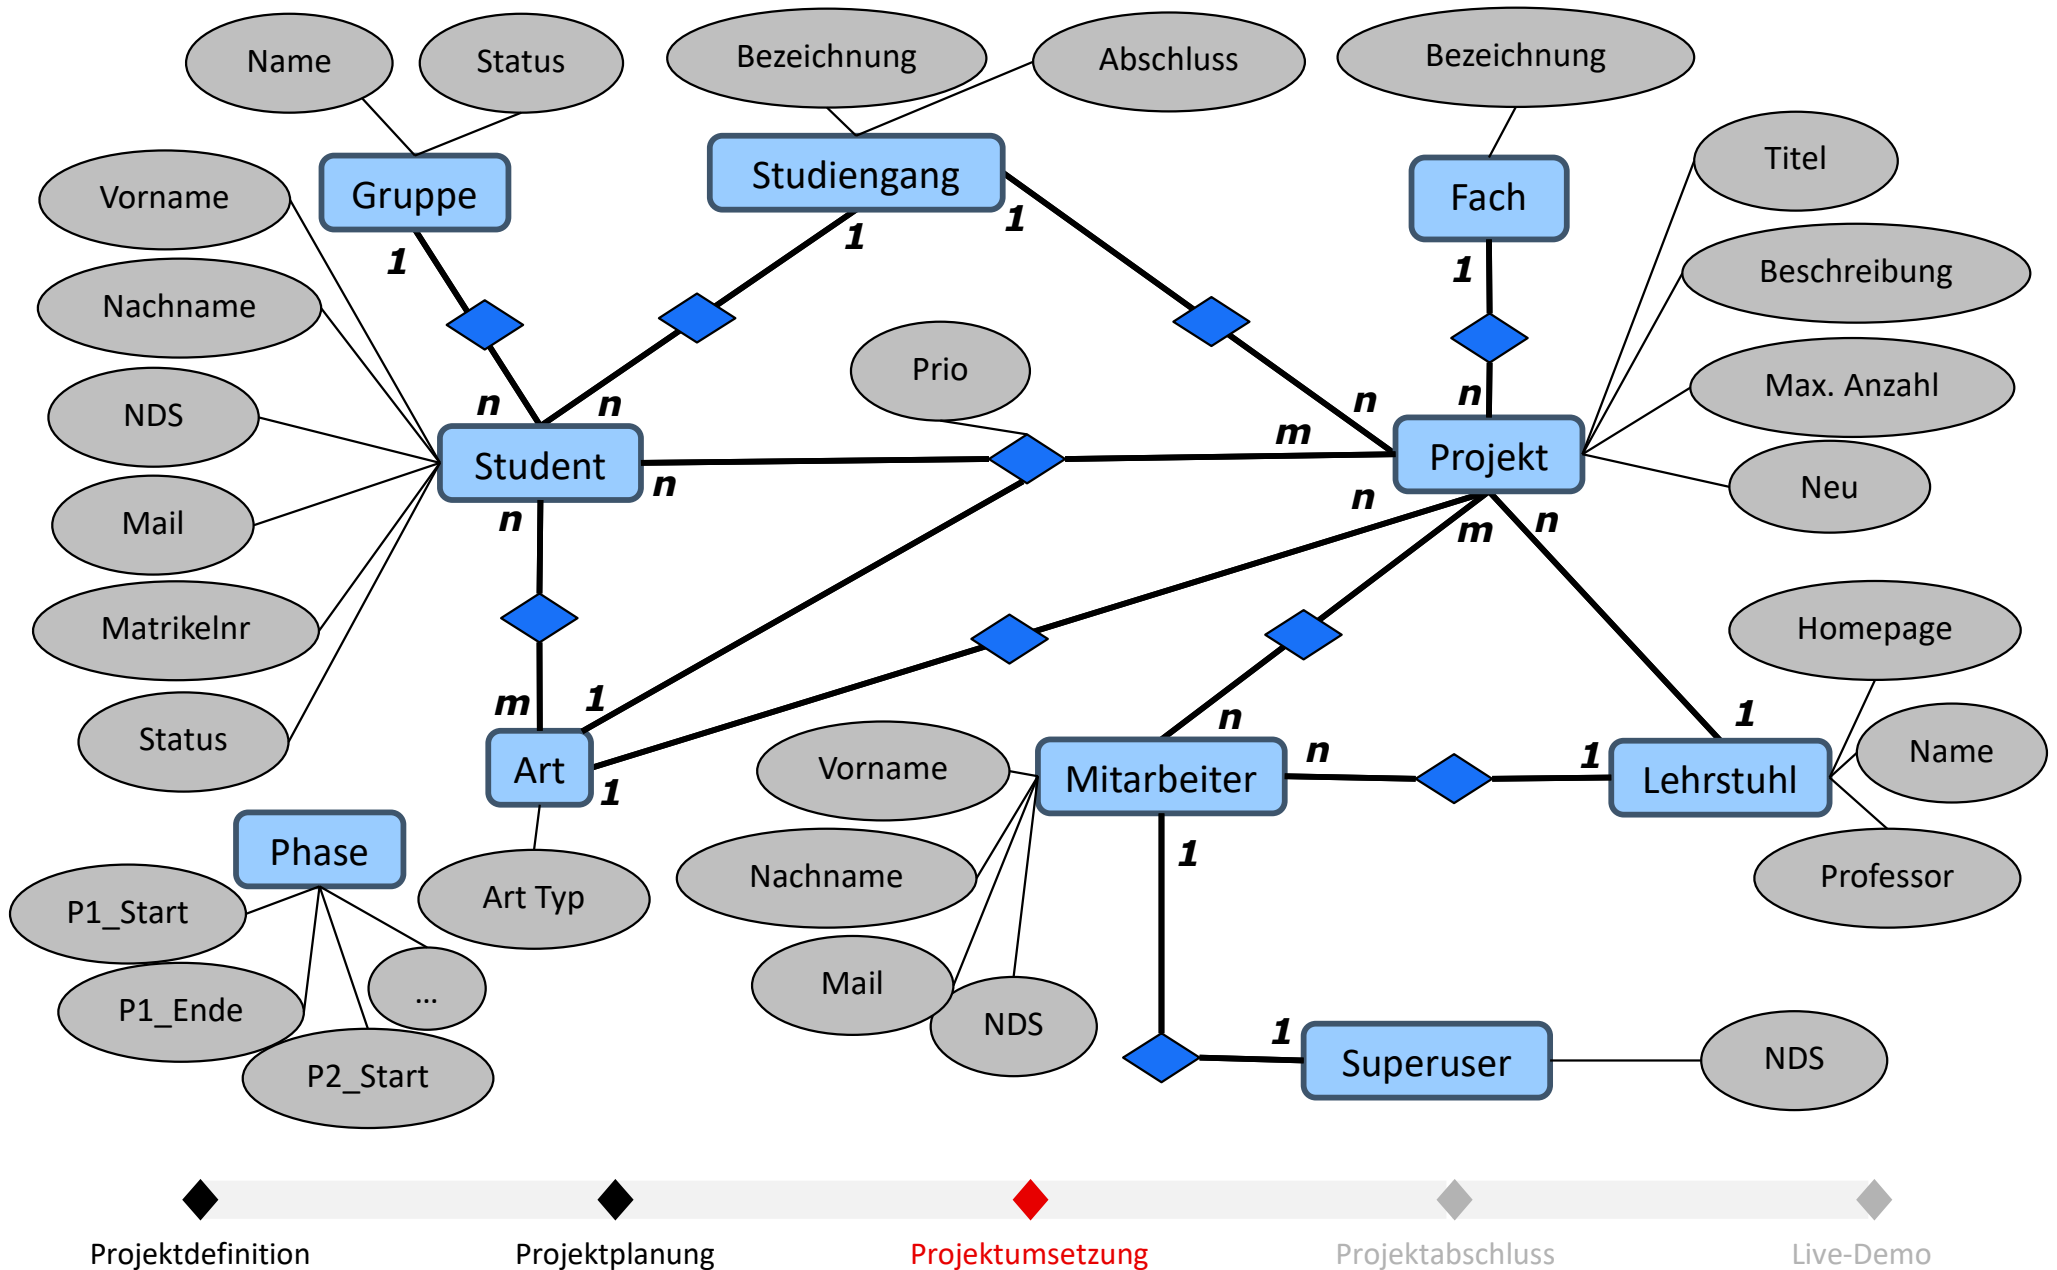 Name
Status
Bezeichnung
Abschluss
Bezeichnung
Titel
Vorname
Gruppe
Studiengang
Fach
1
1
1
1
Beschreibung
Nachname
Prio
Max. Anzahl
n
n
n
n
NDS
m
Student
Projekt
n
n
Neu
n
m
n
Mail
Matrikelnr
Homepage
m
1
n
1
Status
Name
Art
1
Vorname
Mitarbeiter
n
1
Lehrstuhl
Phase
1
Nachname
Professor
Art Typ
P1_Start
Mail
...
P1_Ende
NDS
1
Superuser
NDS
P2_Start
Projektdefinition
Projektplanung
Projektumsetzung
Projektabschluss
Live-Demo